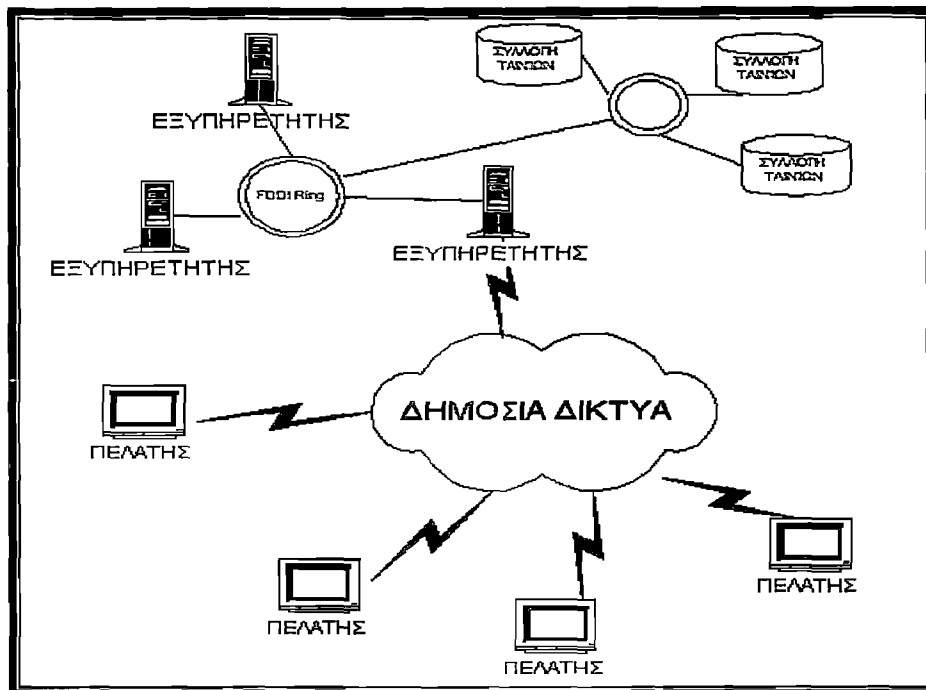 ΣΥΛΛΟΓΗ
ΤΑΙΝΙΩΝ
ΣΥΛΛΟΓΗ
ΤΑΙΝΙΩΝ
ΕΞΥΠΗΡΕΤΗΤΗΣ
ΣΥΛΛΟΓΗ
ΤΑΙΝΙΩΝ
FDDI Ring
ΕΞΥΠΗΡΕΤΗΤΗΣ
ΕΞΥΠΗΡΕΤΗΤΗΣ
ΔΗΜΟΣΙΑ ΔΙΚΤΥΑ
ΠΕΛΑΤΗΣ
ΠΕΛΑΤΗΣ
ΠΕΛΑΤΗΣ
ΠΕΛΑΤΗΣ